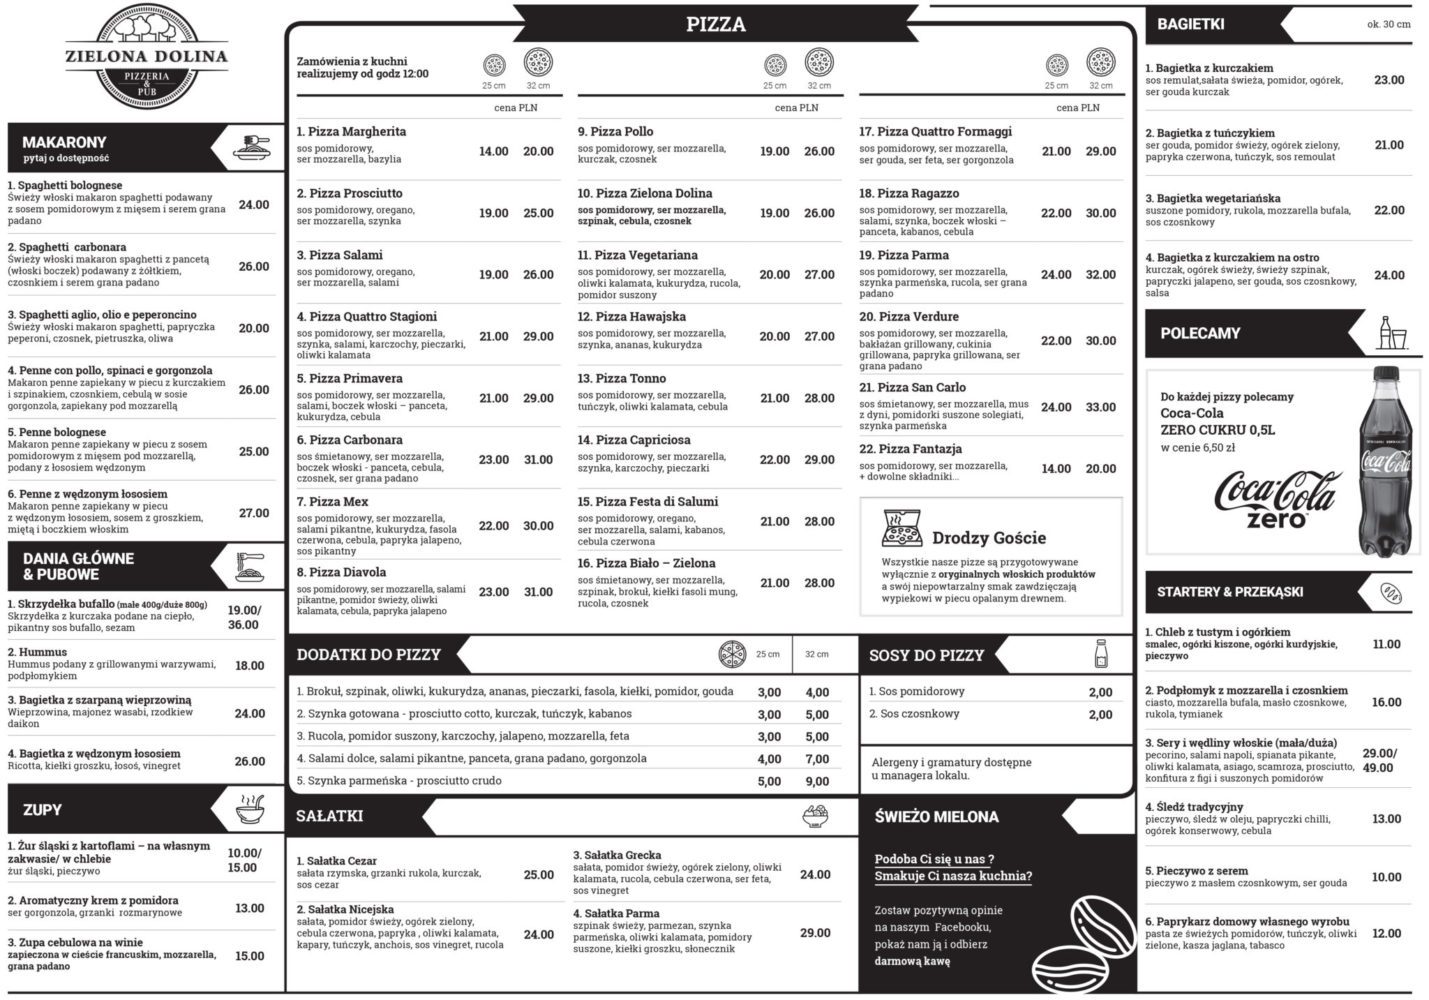 ZIELONA DOLINA
PIZZERIA
&
PUB
MAKARONY
pytaj o dostępność
1. Spaghetti bolognese
Świeży włoski makaron spaghetti podawany
z sosem pomidorowym z mięsem i serem grana
padano
24.00
2. Spaghetti carbonara
Świeży włoski makaron spaghetti z pancetą
(włoski boczek) podawany z żółtkiem,
czosnkiem i serem grana padano
26.00
3. Spaghetti aglio, olio e peperoncino
Świeży włoski makaron spaghetti, papryczka
peperoni, czosnek, pietruszka, oliwa
20.00
4. Penne con pollo, spinaci e gorgonzola
Makaron penne zapiekany w piecu z kurczakiem
i szpinakiem, czosnkiem, cebulą w sosie
gorgonzola, zapiekany pod mozzarellą
26.00
5. Penne bolognese
Makaron penne zapiekany w piecu z sosem
pomidorowym z mięsem pod mozzarellą,
podany z łososiem wędzonym
25.00
6. Penne z wędzonym łososiem
Makaron penne zapiekany w piecu
z wędzonym łososiem, sosem z groszkiem,
miętą i boczkiem włoskim
27.00
DANIA GŁÓWNE
& PUBOWE
1. Skrzydełka bufallo (małe 400g/duże 800g)
Skrzydełka z kurczaka podane na ciepło,
pikantny sos bufallo, sezam
19.00/
36.00
2. Hummus
Hummus podany z grillowanymi warzywami,
podpłomykiem
18.00
3. Bagietka z szarpaną wieprzowiną
Wieprzowina, majonez wasabi, rzodkiew
daikon
24.00
4. Bagietka z wędzonym łososiem
Ricotta, kiełki groszku, łosoś, vinegret
26.00
ZUPY
1. Żur śląski z kartoflami – na własnym
zakwasie/ w chlebie
żur śląski, pieczywo
10.00/
15.00
2. Aromatyczny krem z pomidora
ser gorgonzola, grzanki rozmarynowe
13.00
3. Zupa cebulowa na winie
zapieczona w cieście francuskim, mozzarella,
grana padano
15.00
PIZZA
Zamówienia z kuchni
realizujemy od godz 12:00
25 cm 32 cm
cena PLN
1. Pizza Margherita
sos pomidorowy,
ser mozzarella, bazylia
14.00 20.00
2. Pizza Prosciutto
sos pomidorowy, oregano,
ser mozzarella, szynka
19.00 25.00
3. Pizza Salami
sos pomidorowy, oregano,
ser mozzarella, salami
19.00 26.00
4. Pizza Quattro Stagioni
sos pomidorowy, ser mozzarella,
szynka, salami, karczochy, pieczarki,
oliwki kalamata
21.00 29.00
5. Pizza Primavera
sos pomidorowy, ser mozzarella,
salami, boczek włoski – panceta,
kukurydza, cebula
21.00 29.00
6. Pizza Carbonara
sos śmietanowy, ser mozzarella,
boczek włoski - panceta, cebula,
czosnek, ser grana padano
23.00 31.00
7. Pizza Mex
sos pomidorowy, ser mozzarella,
salami pikantne, kukurydza, fasola
czerwona, cebula, papryka jalapeno,
sos pikantny
22.00 30.00
8. Pizza Diavola
sos pomidorowy, ser mozzarella, salami
pikantne, pomidor świeży, oliwki
kalamata, cebula, papryka jalapeno
23.00 31.00
25 cm 32 cm
cena PLN
9. Pizza Pollo
sos pomidorowy, ser mozzarella,
kurczak, czosnek
19.00 26.00
10. Pizza Zielona Dolina
sos pomidorowy, ser mozzarella,
szpinak, cebula, czosnek
19.00 26.00
11. Pizza Vegetariana
sos pomidorowy, ser mozzarella,
oliwki kalamata, kukurydza, rucola,
pomidor suszony
20.00 27.00
12. Pizza Hawajska
sos pomidorowy, ser mozzarella,
szynka, ananas, kukurydza
20.00 27.00
13. Pizza Tonno
sos pomidorowy, ser mozzarella,
tuńczyk, oliwki kalamata, cebula
21.00 28.00
14. Pizza Capriciosa
sos pomidorowy, ser mozzarella,
szynka, karczochy, pieczarki
22.00 29.00
15. Pizza Festa di Salumi
sos pomidorowy, oregano,
ser mozzarella, salami, kabanos,
cebula czerwona
21.00 28.00
16. Pizza Biało – Zielona
sos śmietanowy, ser mozzarella,
szpinak, brokuł, kiełki fasoli mung,
rucola, czosnek
21.00 28.00
25 cm 32 cm
cena PLN
17. Pizza Quattro Formaggi
sos pomidorowy, ser mozzarella,
ser gouda, ser feta, ser gorgonzola
21.00 29.00
18. Pizza Ragazzo
sos pomidorowy, ser mozzarella,
salami, szynka, boczek włoski –
panceta, kabanos, cebula
22.00 30.00
19. Pizza Parma
sos pomidorowy, ser mozzarella,
szynka parmeńska, rucola, ser grana
padano
24.00 32.00
20. Pizza Verdure
sos pomidorowy, ser mozzarella,
bakłażan grillowany, cukinia
grillowana, papryka grillowana, ser
grana padano
22.00 30.00
21. Pizza San Carlo
sos śmietanowy, ser mozzarella, mus
z dyni, pomidorki suszone solegiati,
szynka parmeńska
24.00 33.00
22. Pizza Fantazja
sos pomidorowy, ser mozzarella,
+ dowolne składniki...
14.00 20.00
Drodzy Goście
Wszystkie nasze pizze są przygotowywane
wyłącznie z oryginalnych włoskich produktów
a swój niepowtarzalny smak zawdzięczają
wypiekowi w piecu opalanym drewnem.
DODATKI DO PIZZY
25 cm 32 cm
1. Brokuł, szpinak, oliwki, kukurydza, ananas, pieczarki, fasola, kiełki, pomidor, gouda 3,00 4,00
2. Szynka gotowana - prosciutto cotto, kurczak, tuńczyk, kabanos 3,00 5,00
3. Rucola, pomidor suszony, karczochy, jalapeno, mozzarella, feta 3,00 5,00
4. Salami dolce, salami pikantne, panceta, grana padano, gorgonzola 4,00 7,00
5. Szynka parmeńska - prosciutto crudo 5,00 9,00
SOSY DO PIZZY
1. Sos pomidorowy 2,00
2. Sos czosnkowy 2,00
Alergeny i gramatury dostępne
u managera lokalu.
SAŁATKI
1. Sałatka Cezar
sałata rzymska, grzanki rukola, kurczak,
sos cezar
25.00
2. Sałatka Nicejska
sałata, pomidor świeży, ogórek zielony,
cebula czerwona, papryka , oliwki kalamata,
kapary, tuńczyk, anchois, sos vinegret, rucola
24.00
3. Sałatka Grecka
sałata, pomidor świeży, ogórek zielony, oliwki
kalamata, rucola, cebula czerwona, ser feta,
sos vinegret
24.00
4. Sałatka Parma
szpinak świeży, parmezan, szynka
parmeńska, oliwki kalamata, pomidory
suszone, kiełki groszku, słonecznik
29.00
ŚWIEŻO MIELONA
Podoba Ci się u nas ?
Smakuje Ci nasza kuchnia?
Zostaw pozytywną opinie
na naszym Facebooku,
pokaż nam ją i odbierz
darmową kawę
BAGIETKI
ok. 30 cm
1. Bagietka z kurczakiem
sos remulat,sałata świeża, pomidor, ogórek,
ser gouda kurczak
23.00
2. Bagietka z tuńczykiem
ser gouda, pomidor świeży, ogórek zielony,
papryka czerwona, tuńczyk, sos remoulat
21.00
3. Bagietka wegetariańska
suszone pomidory, rukola, mozzarella bufala,
sos czosnkowy
22.00
4. Bagietka z kurczakiem na ostro
kurczak, ogórek świeży, świeży szpinak,
papryczki jalapeno, ser gouda, sos czosnkowy,
salsa
24.00
POLECAMY
Do każdej pizzy polecamy
Coca-Cola
ZERO CUKRU 0,5L
w cenie 6,50 zł
Coca-Cola
zero
Coca-Cola
STARTERY & PRZEKĄSKI
1. Chleb z tustym i ogórkiem
smalec, ogórki kiszone, ogórki kurdyjskie,
pieczywo
11.00
2. Podpłomyk z mozzarella i czosnkiem
ciasto, mozzarella bufala, masło czosnkowe,
rukola, tymianek
16.00
3. Sery i wędliny włoskie (mała/duża)
pecorino, salami napoli, spianata pikante,
oliwki kalamata, asiago, scamroza, prosciutto,
konfitura z figi i suszonych pomidorów
29.00/
49.00
4. Śledź tradycyjny
pieczywo, śledź w oleju, papryczki chilli,
ogórek konserwowy, cebula
13.00
5. Pieczywo z serem
pieczywo z masłem czosnkowym, ser gouda
10.00
6. Paprykarz domowy własnego wyrobu
pasta ze świeżych pomidorów, tuńczyk, oliwki
zielone, kasza jaglana, tabasco
12.00